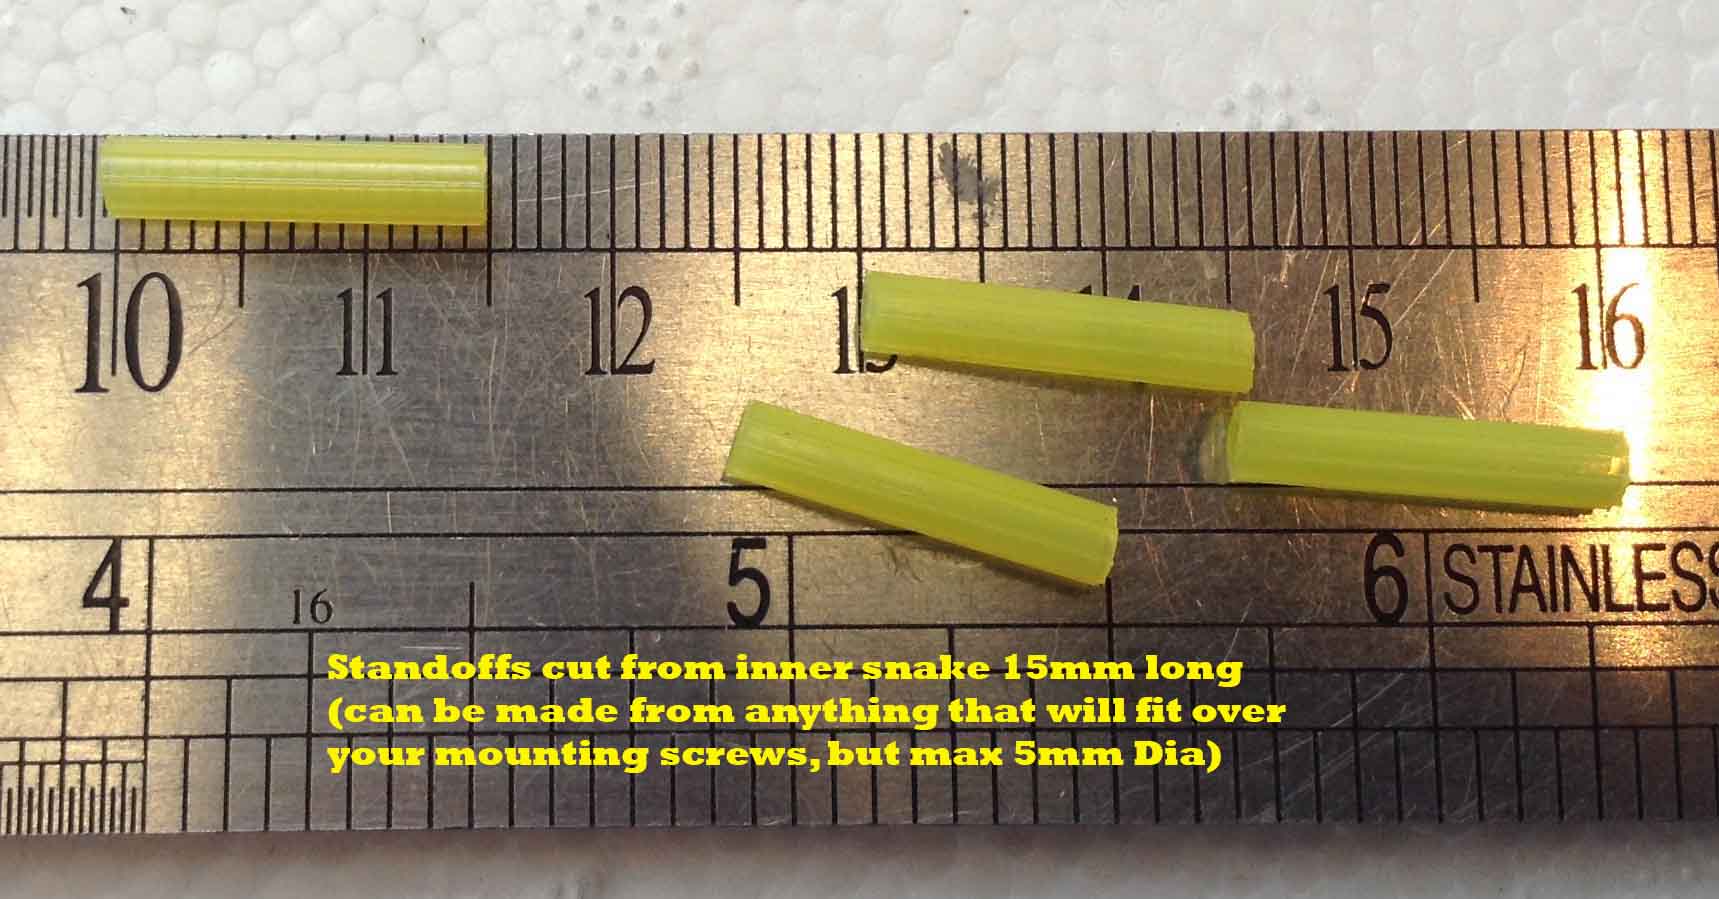 10 11 12 13 14 15 16
4 5 6 STAINLESS
16
Standoffs cut from inner snake 15mm long
(can be made from anything that will fit over
your mounting screws, but max 5mm Dia)